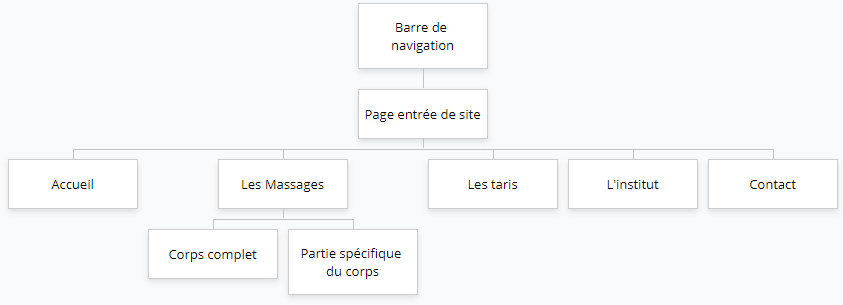 Barre de
navigation
Page entrée de site
Accueil
Les Massages
Les taris
L'institut
Contact
Corps complet
Partie spécifique
du corps